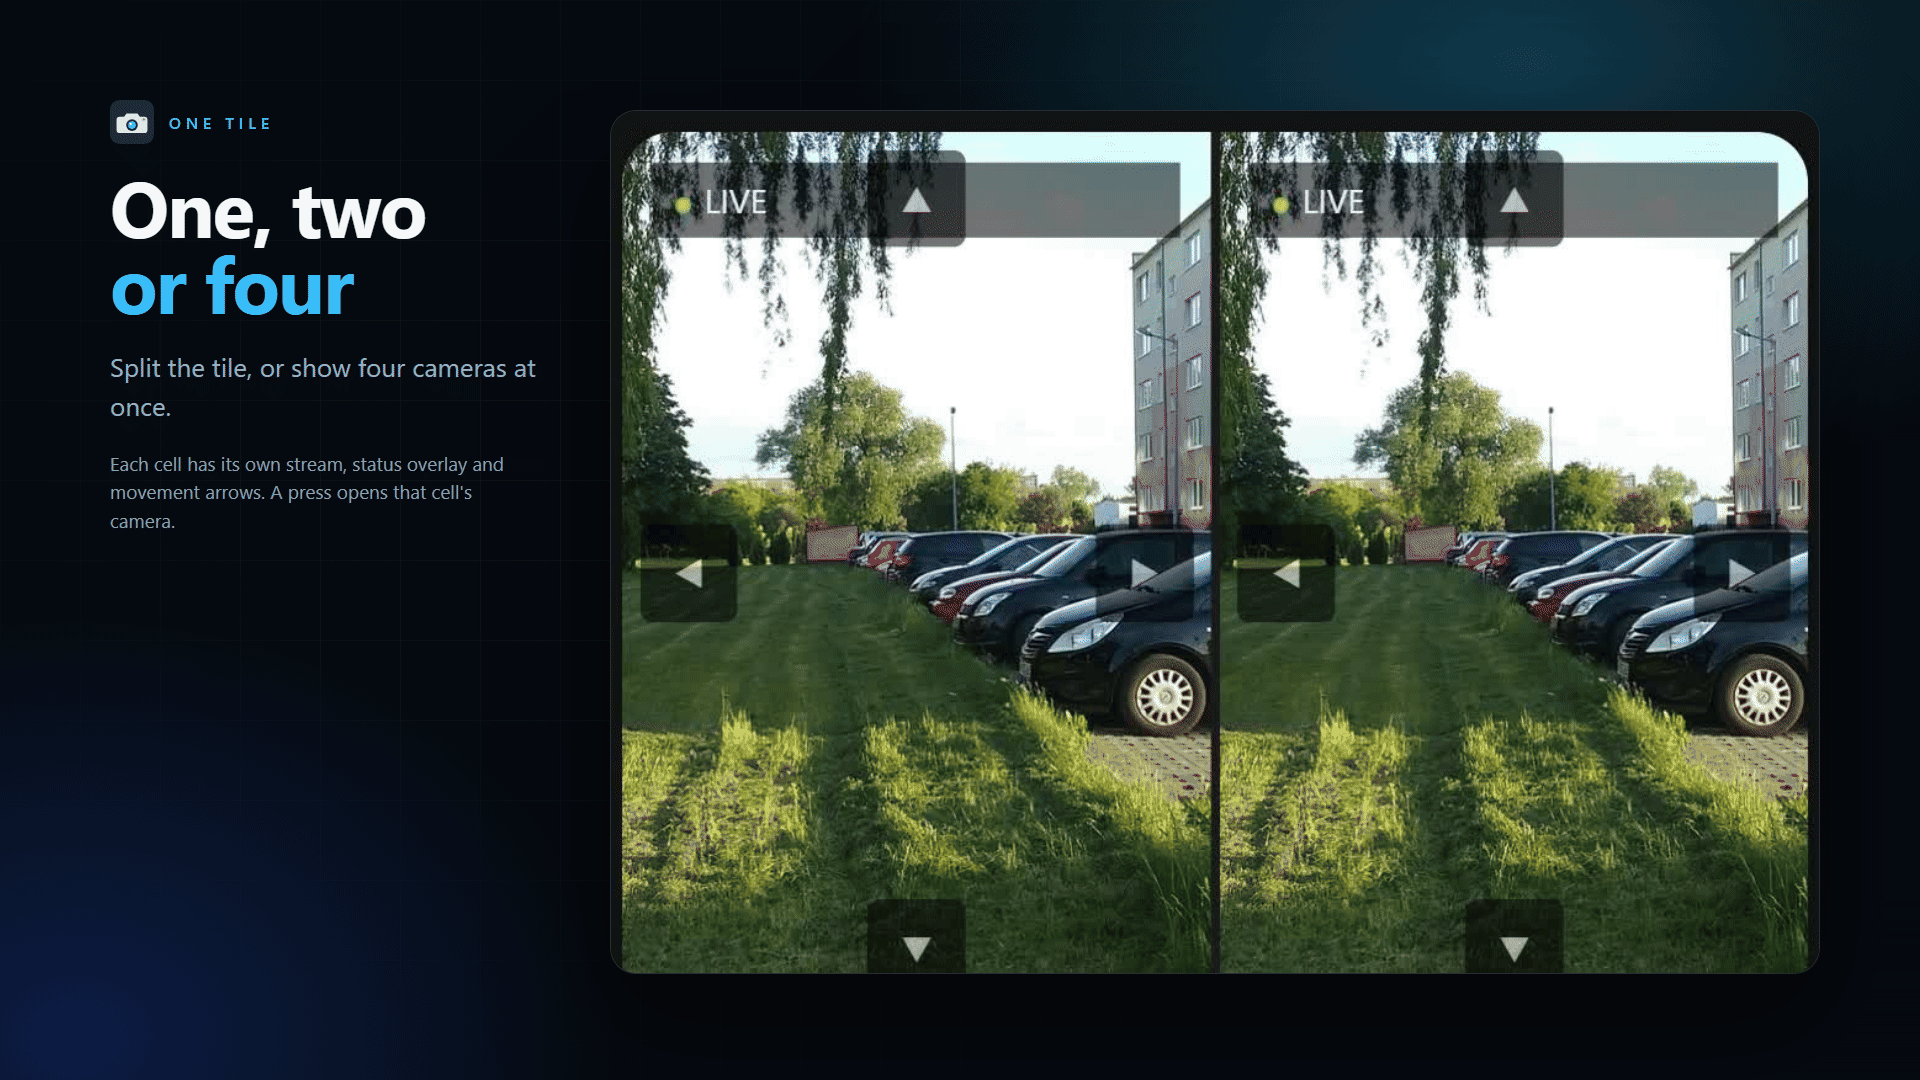 ONE TILE
One, two
or four
Split the tile, or show four cameras at
once.
Each cell has its own stream, status overlay and
movement arrows. A press opens that cell's
camera.
LIVE
LIVE